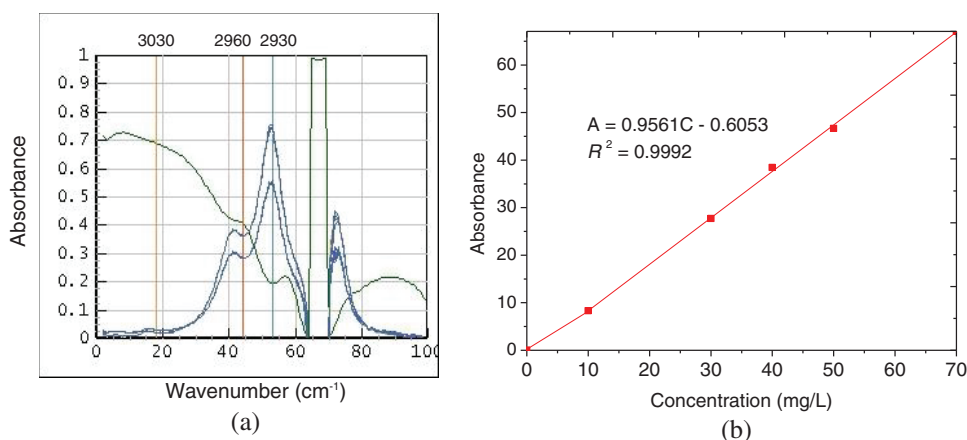 3030 2960 2930
1
0.9
0.8
0.7
0.6
0.5
0.4
0.3
0.2
0.1
0
0 20 40 60 80 100
Absorbance
Wavenumber (cm⁻¹)
(a)
60
50
40
30
20
10
0
0 10 20 30 40 50 60 70
A = 0.9561C - 0.6053
R² = 0.9992
Absorbance
Concentration (mg/L)
(b)